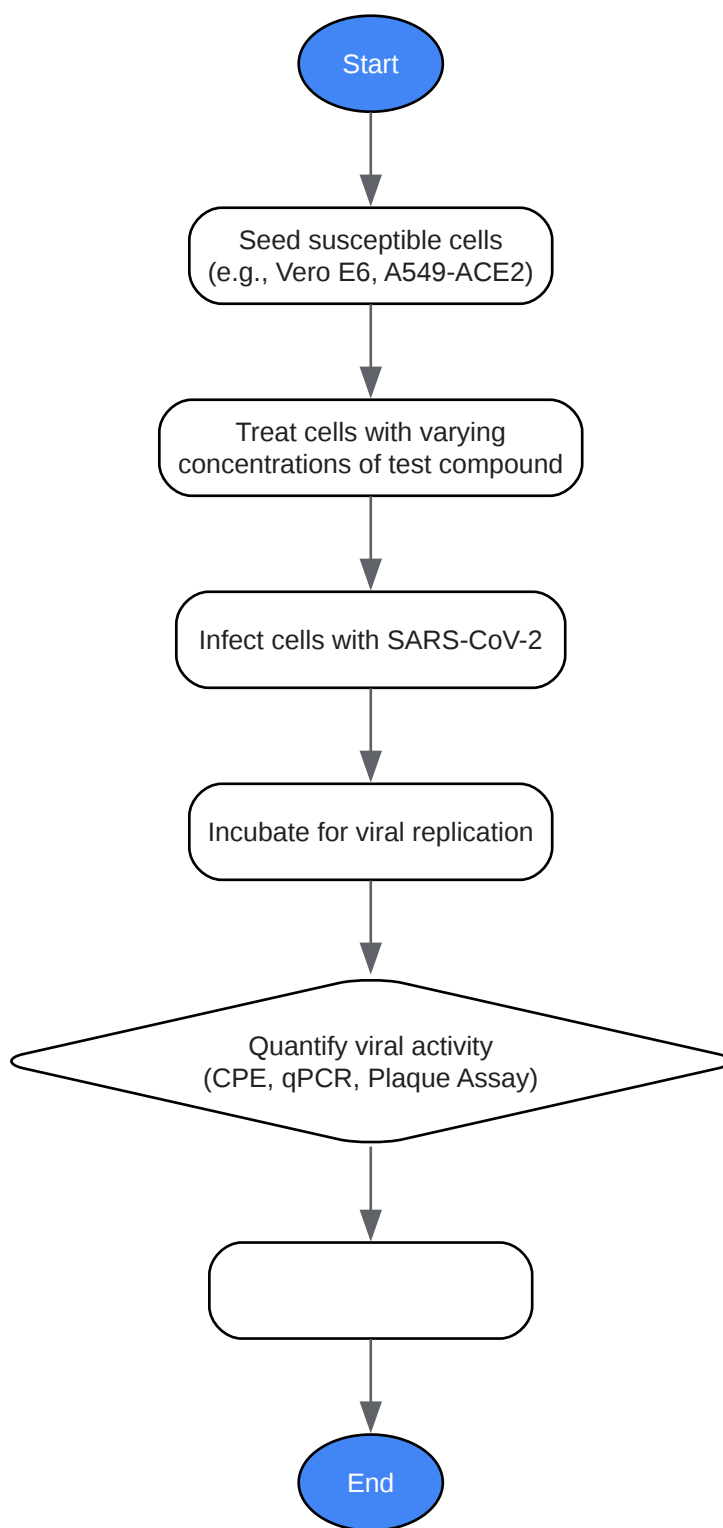 Start
Seed susceptible cells
(e.g., Vero E6, A549-ACE2)
Treat cells with varying
concentrations of test compound
Infect cells with SARS-CoV-2
Incubate for viral replication
Quantify viral activity
(CPE, qPCR, Plaque Assay)
End